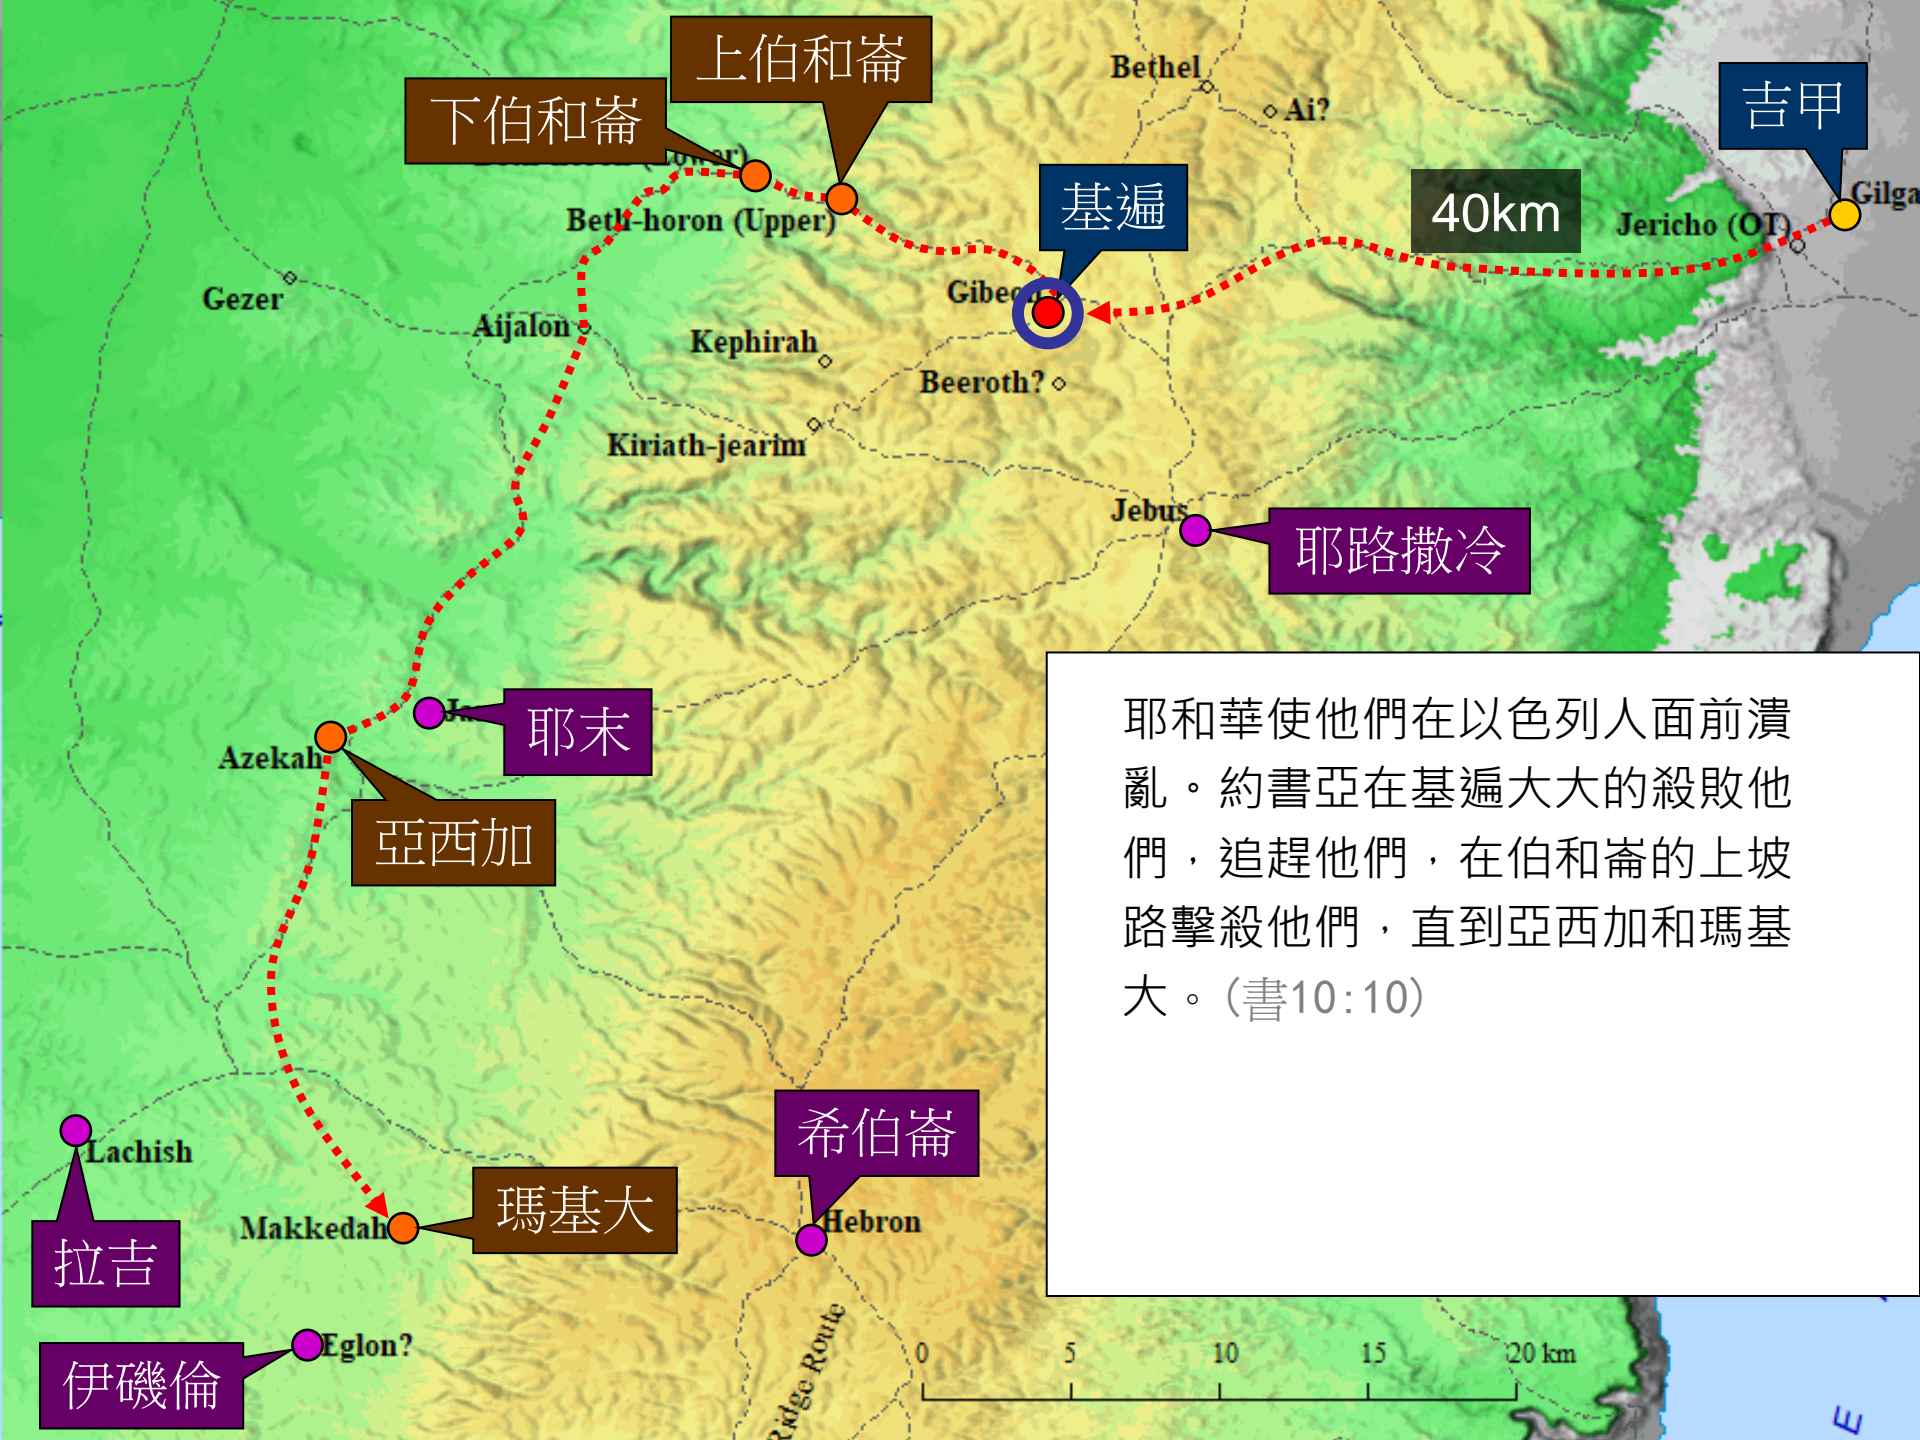 上伯和崙
Bethel
吉甲
下伯和崙
Ai?
基遍
40km
Gilga
Beth-horon (Upper)
Jericho (OT)
Gezer
Aijalon
Kephirah
Beeroth?
Kiriath-jearim
Jebus
耶路撒冷
耶末
Azekah
亞西加
耶和華使他們在以色列人面前潰
亂。約書亞在基遍大大的殺敗他
們，追趕他們，在伯和崙的上坡
路擊殺他們，直到亞西加和瑪基
大。(書10:10)
希伯崙
Lachish
瑪基大
Makkedah
Hebron
拉吉
Eglon?
伊磯倫
Ridge Route
0 5 10 15 20 km
E